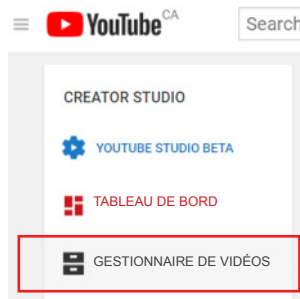 YouTube CA
Search
CREATOR STUDIO
YOUTUBE STUDIO BETA
TABLEAU DE BORD
GESTIONNAIRE DE VIDÉOS